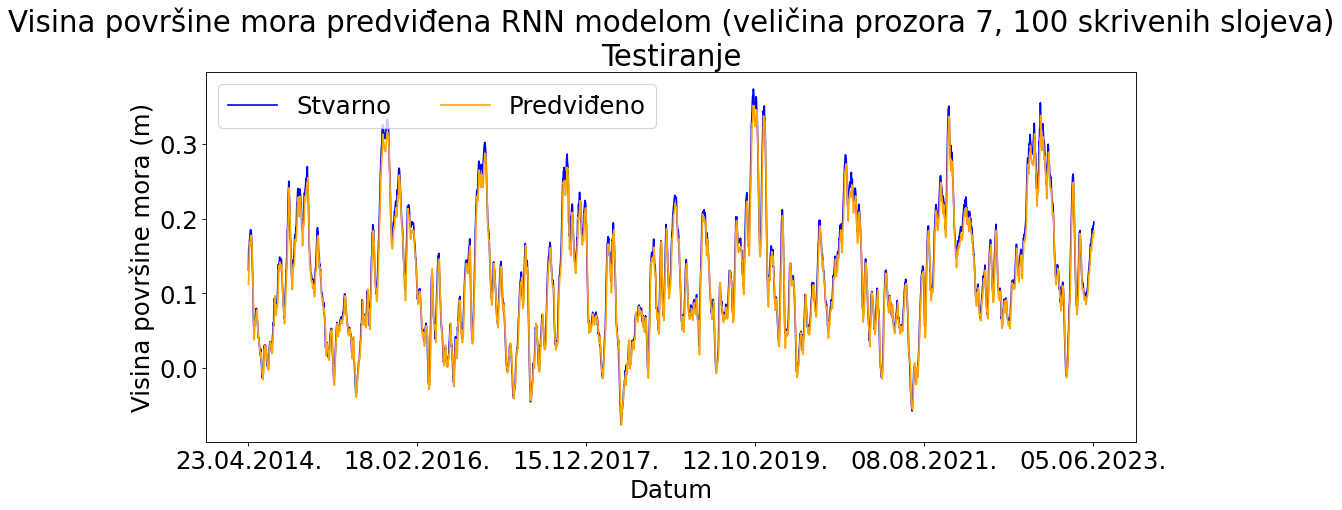 Visina površine mora predviđena RNN modelom (veličina prozora 7, 100 skrivenih slojeva)
Testiranje
Stvarno Predviđeno
Visina površine mora (m)
0.3
0.2
0.1
0.0
23.04.2014. 18.02.2016. 15.12.2017. 12.10.2019. 08.08.2021. 05.06.2023.
Datum